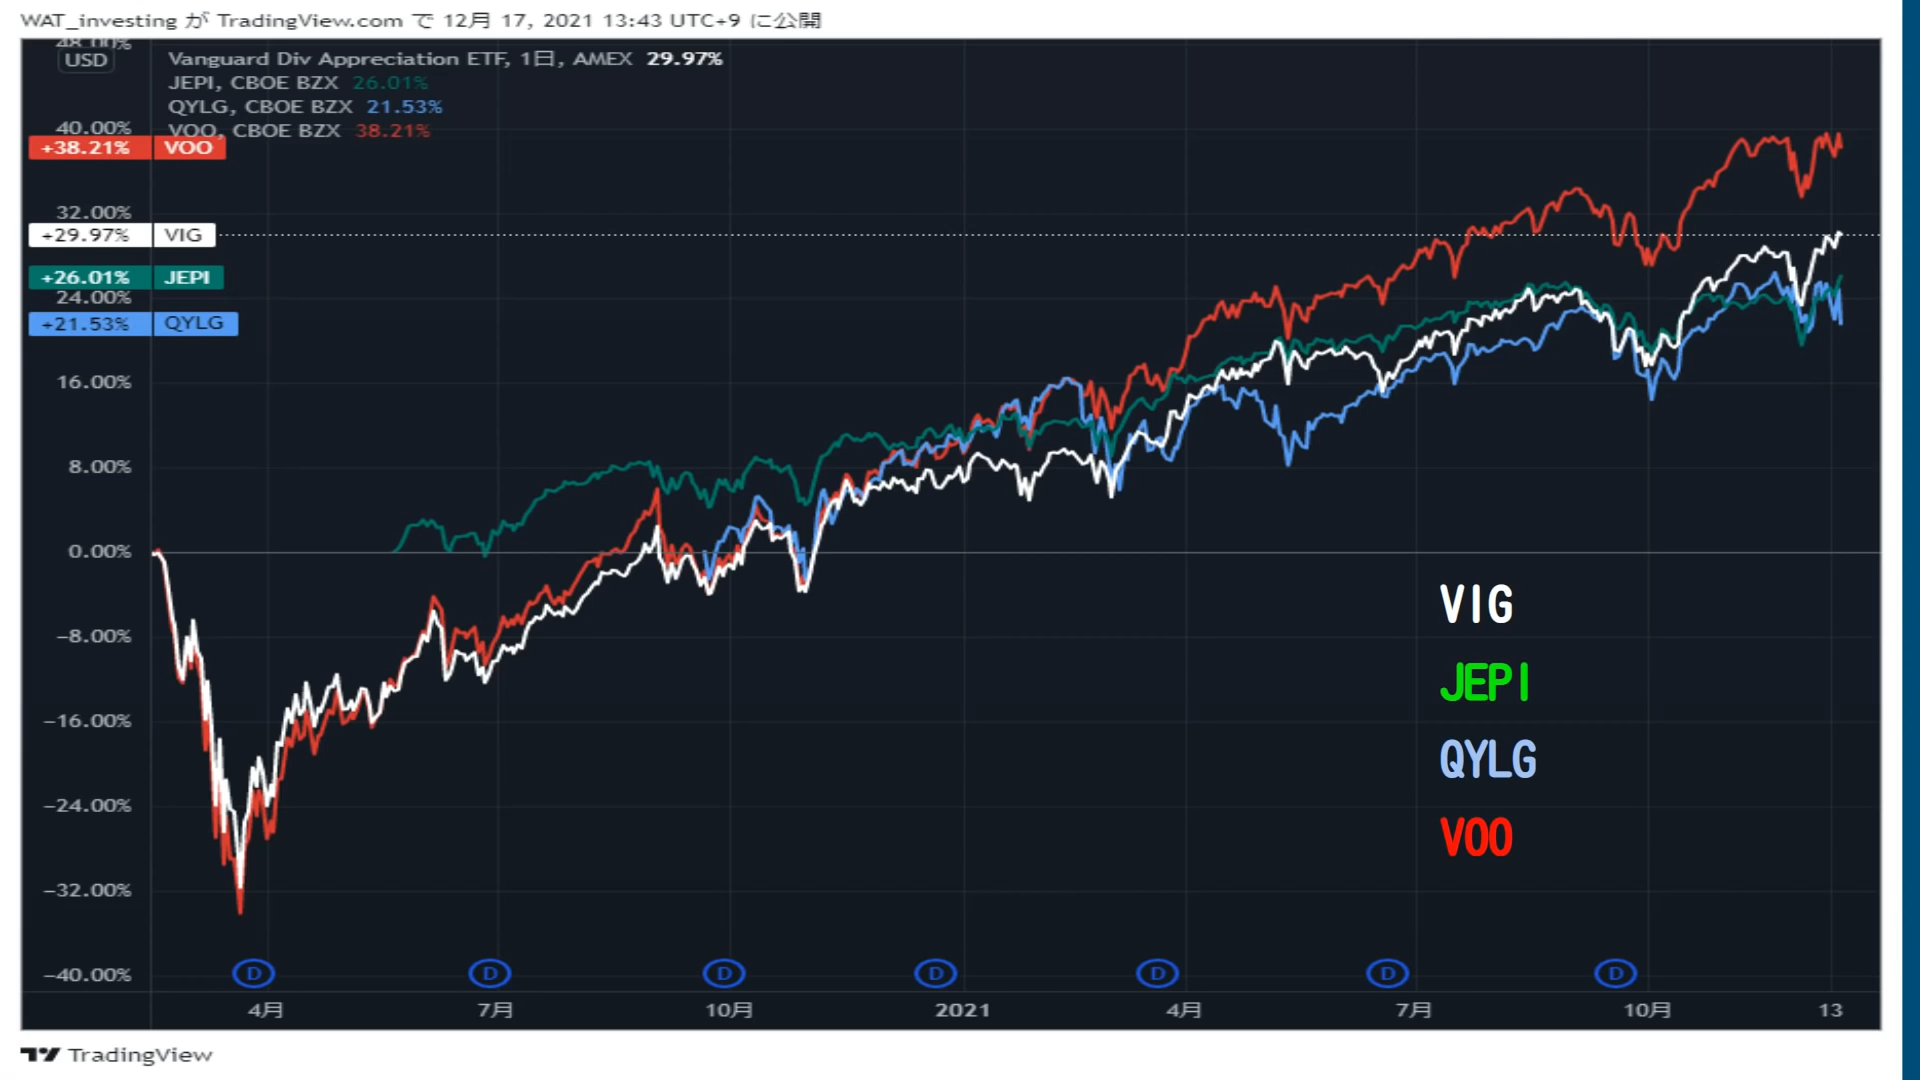 WAT_investing が TradingView.com で 12月 17, 2021 13:43 UTC+9 に公開
48.00%
USD
Vanguard Div Appreciation ETF, 1日, AMEX 29.97%
JEPI, CBOE BZX 26.01%
QYLG, CBOE BZX 21.53%
VOO, CBOE BZX 38.21%
40.00%
+38.21% VOO
32.00%
+29.97% VIG
+26.01% JEPI
24.00%
+21.53% QYLG
16.00%
8.00%
0.00%
−8.00%
−16.00%
−24.00%
−32.00%
−40.00%
VIG
JEPI
QYLG
VOO
D D D D D D D
4月 7月 10月 2021 4月 7月 10月 13
TradingView